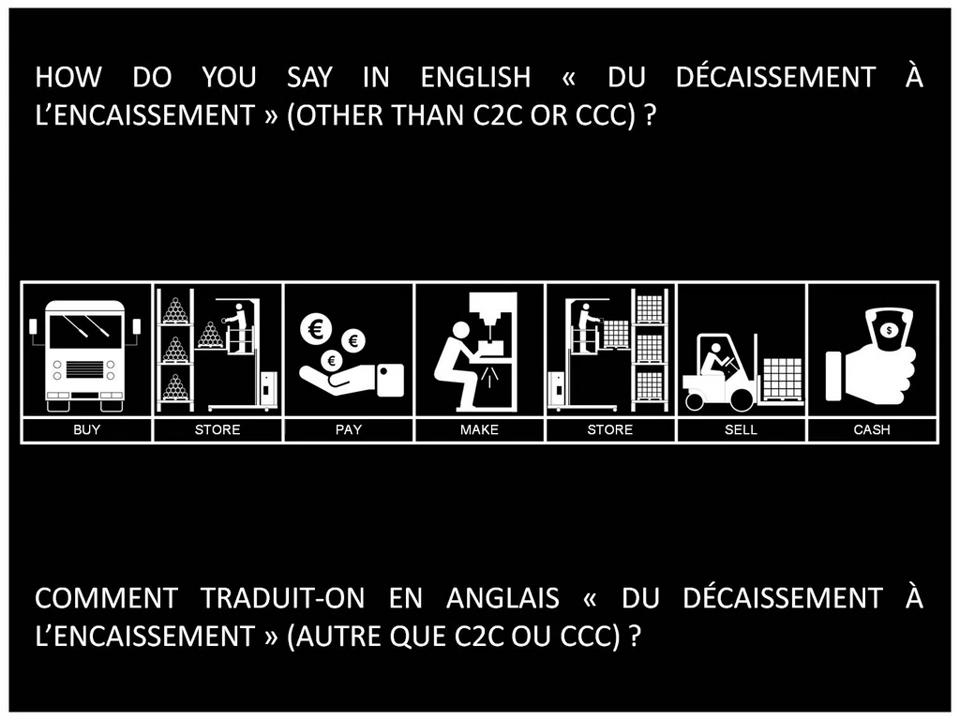 HOW DO YOU SAY IN ENGLISH « DU DÉCAISSEMENT À
L’ENCAISSEMENT » (OTHER THAN C2C OR CCC) ?
€ € €
$
BUY STORE PAY MAKE STORE SELL CASH
COMMENT TRADUIT-ON EN ANGLAIS « DU DÉCAISSEMENT À
L’ENCAISSEMENT » (AUTRE QUE C2C OU CCC) ?